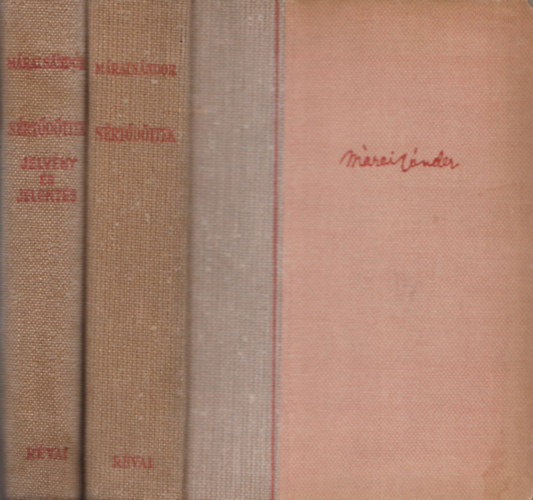 MÁRAI SÁNDOR
SÉRTŐDÖTTEK
JELVÉNY
ÉS
JELENTÉS
RÉVAI
MÁRAI SÁNDOR
SÉRTŐDÖTTEK
RÉVAI
Márai Sándor